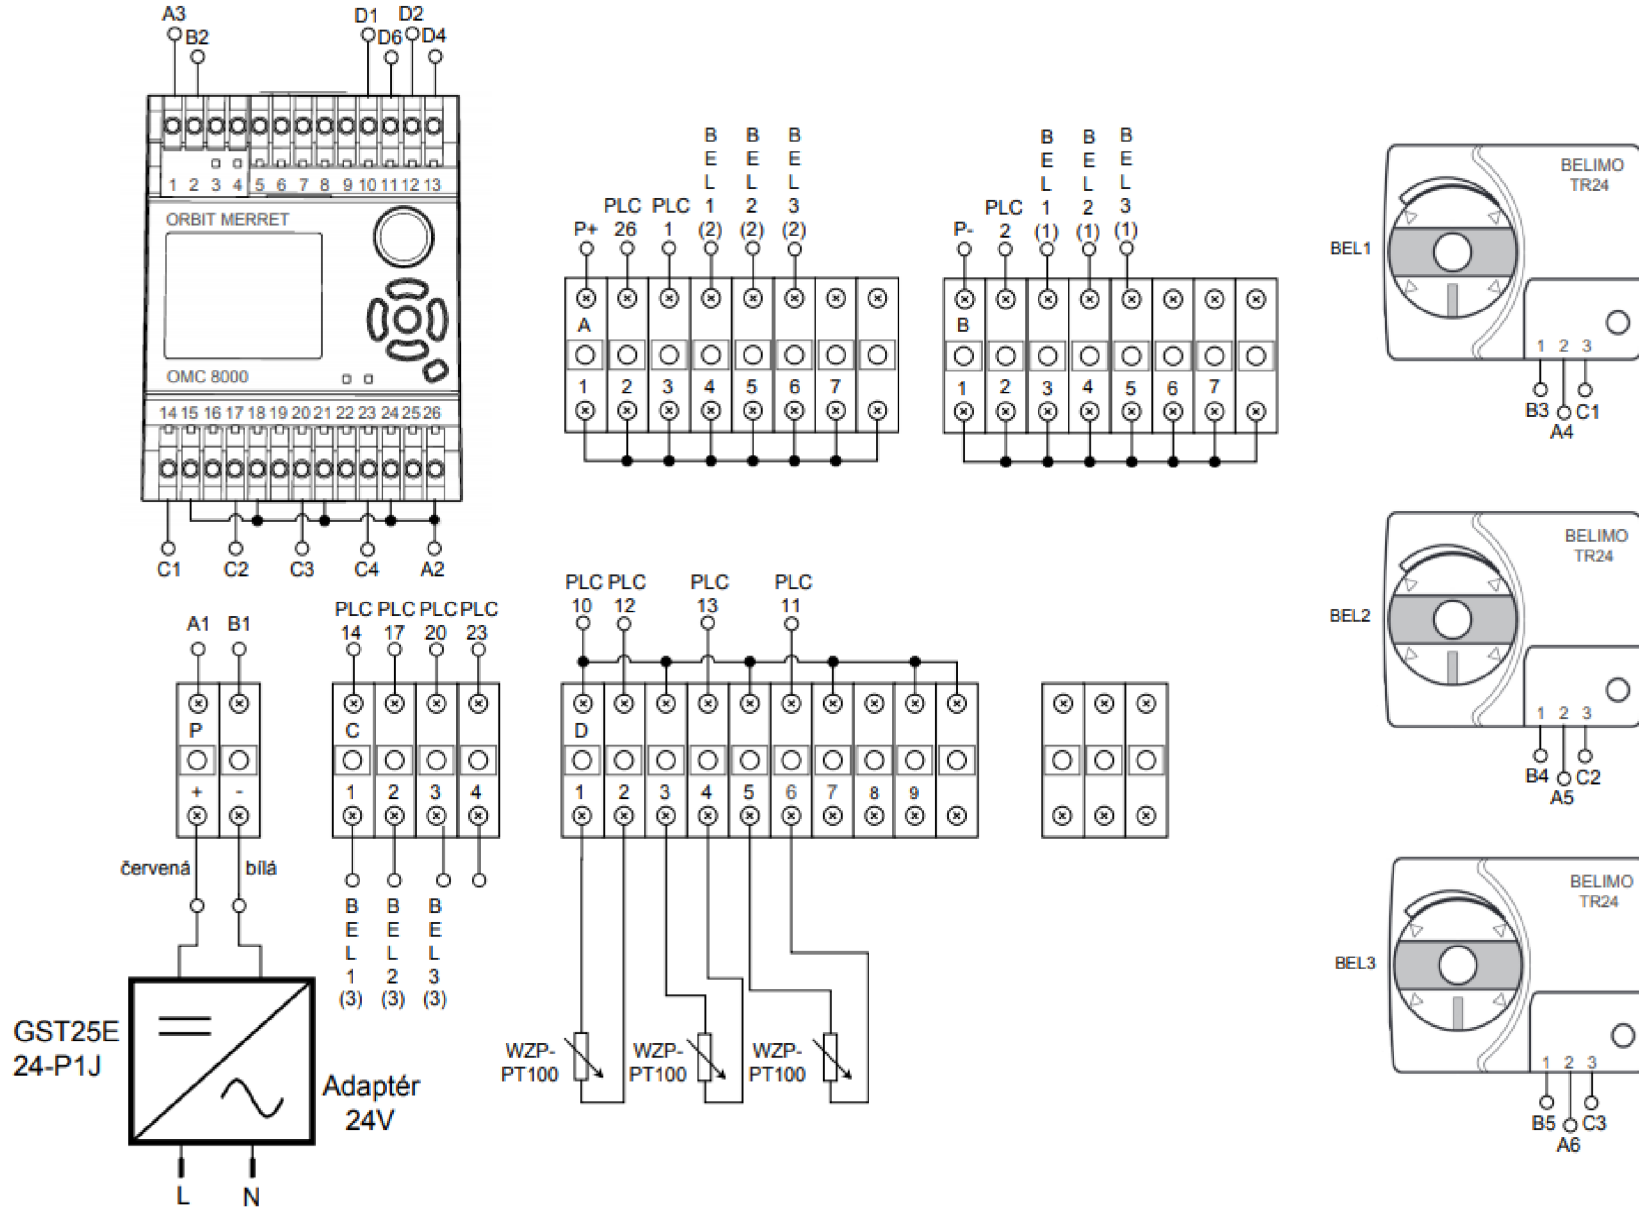 A3
B2
D1
D6
D2
D4
1 2 3 4 5 6 7 8 9 10 11 12 13
ORBIT MERRET
OMC 8000
14 15 16 17 18 19 20 21 22 23 24 25 26
C1
C2
C3
C4
A2
P+
PLC
26
PLC
1
B
E
L
1
(2)
B
E
L
2
(2)
B
E
L
3
(2)
A
1 2 3 4 5 6 7
P-
PLC
2
B
E
L
1
(1)
B
E
L
2
(1)
B
E
L
3
(1)
B
1 2 3 4 5 6 7
BELIMO
TR24
BEL1
1 2 3
B3
A4
C1
BELIMO
TR24
BEL2
1 2 3
B4
A5
C2
BELIMO
TR24
BEL3
1 2 3
B5
A6
C3
A1
B1
P
+ -
červená
bílá
GST25E
24-P1J
Adaptér
24V
L
N
PLC
14
PLC
17
PLC
20
PLC
23
C
1 2 3 4
B
E
L
1
(3)
B
E
L
2
(3)
B
E
L
3
(3)
PLC
10
PLC
12
PLC
13
PLC
11
D
1 2 3 4 5 6 7 8 9
WZP-
PT100
WZP-
PT100
WZP-
PT100